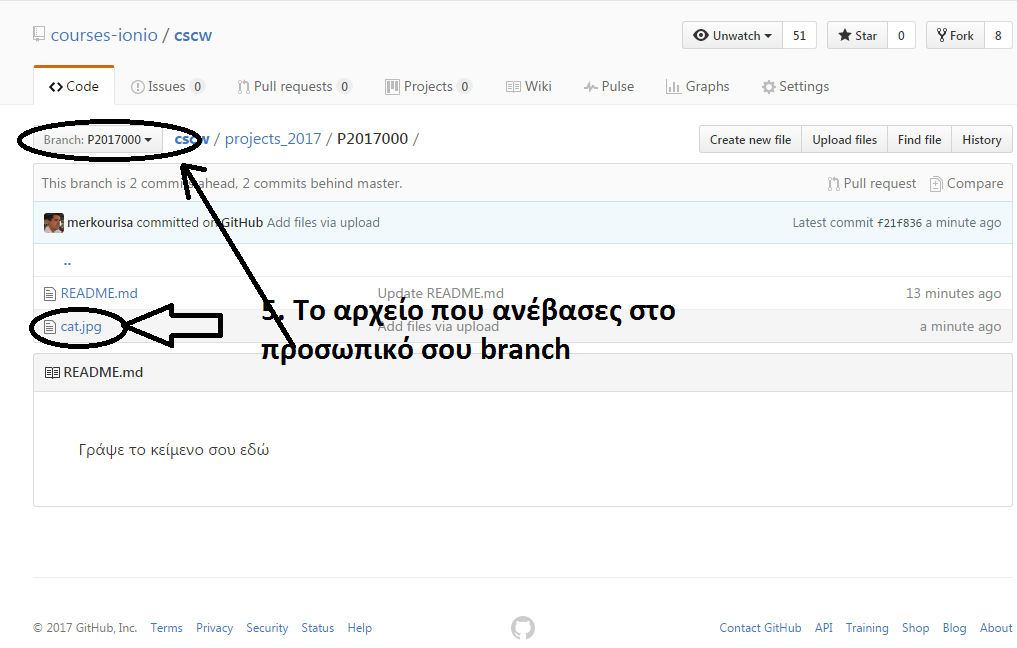 courses-ionio / cscw
Unwatch 51 Star 0 Fork 8
Code Issues 0 Pull requests 0 Projects 0 Wiki Pulse Graphs Settings
Branch: P2017000 cscw / projects_2017 / P2017000 /
Create new file Upload files Find file History
This branch is 2 commits ahead, 2 commits behind master.
Pull request Compare
merkourisa committed on GitHub Add files via upload
Latest commit f21f836 a minute ago
..
README.md Update README.md 13 minutes ago
cat.jpg Add files via upload a minute ago
5. Το αρχείο που ανέβασες στο
προσωπικό σου branch
README.md
Γράψε το κείμενο σου εδώ
© 2017 GitHub, Inc. Terms Privacy Security Status Help
Contact GitHub API Training Shop Blog About